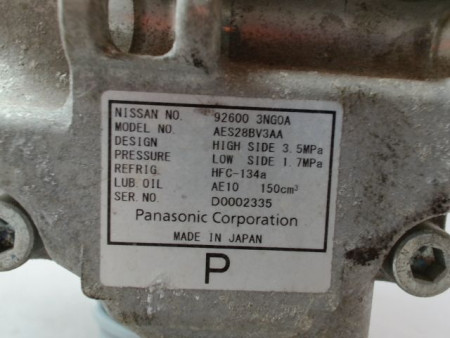 NISSAN NO. 92600 3NG0A
MODEL NO. AES28BV3AA
DESIGN HIGH SIDE 3.5MPa
PRESSURE LOW SIDE 1.7MPa
REFRIG. HFC-134a
LUB. OIL AE10 150cm³
SER. NO. D0002335
Panasonic Corporation
MADE IN JAPAN
P